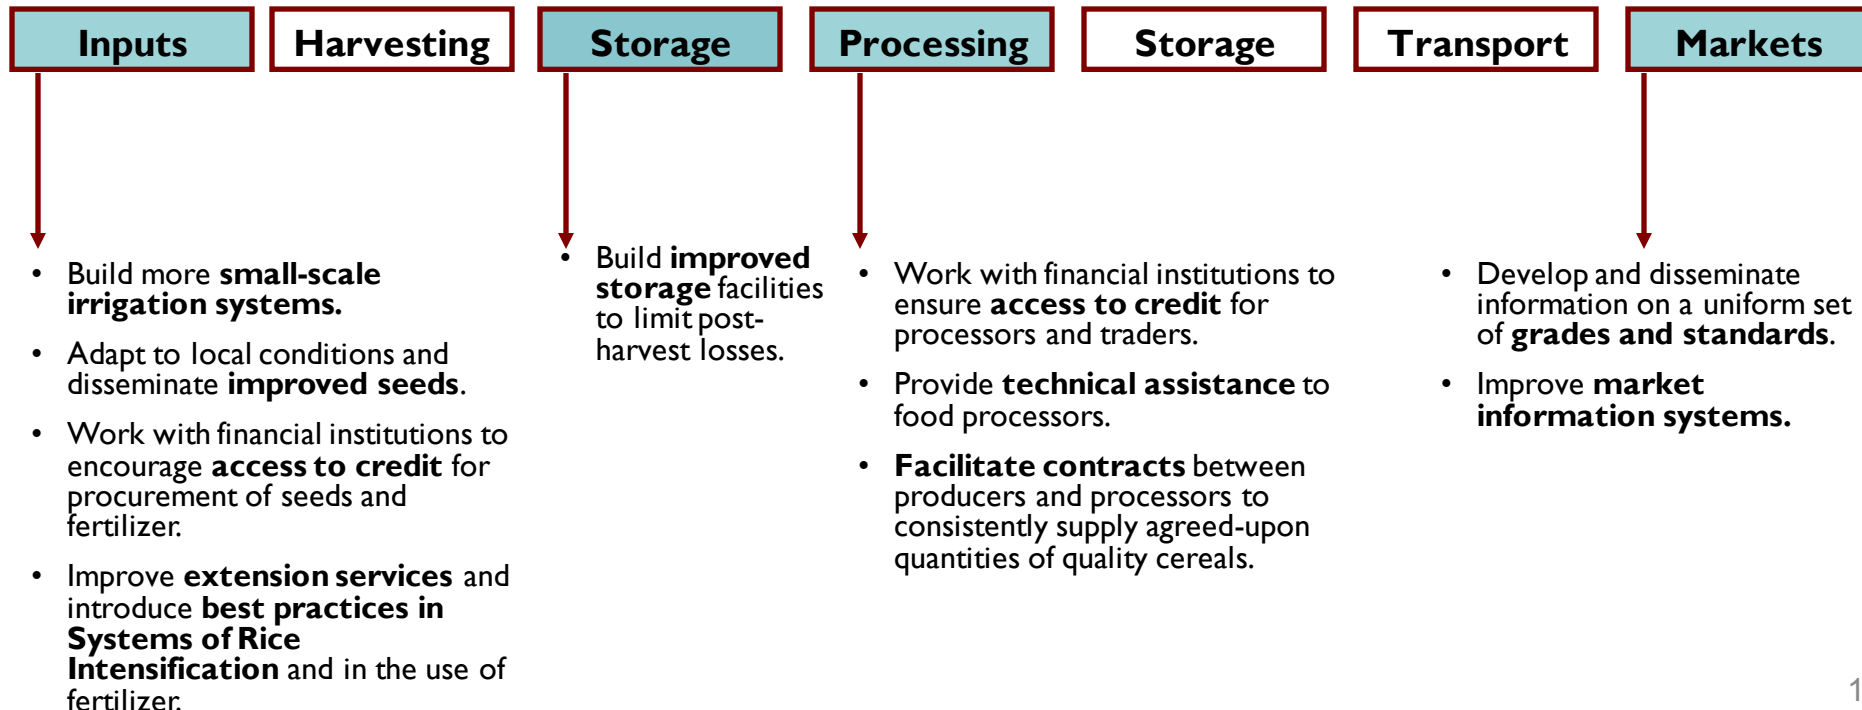 Inputs
Harvesting
Storage
Processing
Storage
Transport
Markets
• Build more small-scale
irrigation systems.
• Adapt to local conditions and
disseminate improved seeds.
• Work with financial institutions to
encourage access to credit for
procurement of seeds and
fertilizer.
• Improve extension services and
introduce best practices in
Systems of Rice
Intensification and in the use of
fertilizer.
• Build improved
storage facilities
to limit post-
harvest losses.
• Work with financial institutions to
ensure access to credit for
processors and traders.
• Provide technical assistance to
food processors.
• Facilitate contracts between
producers and processors to
consistently supply agreed-upon
quantities of quality cereals.
• Develop and disseminate
information on a uniform set
of grades and standards.
• Improve market
information systems.
1